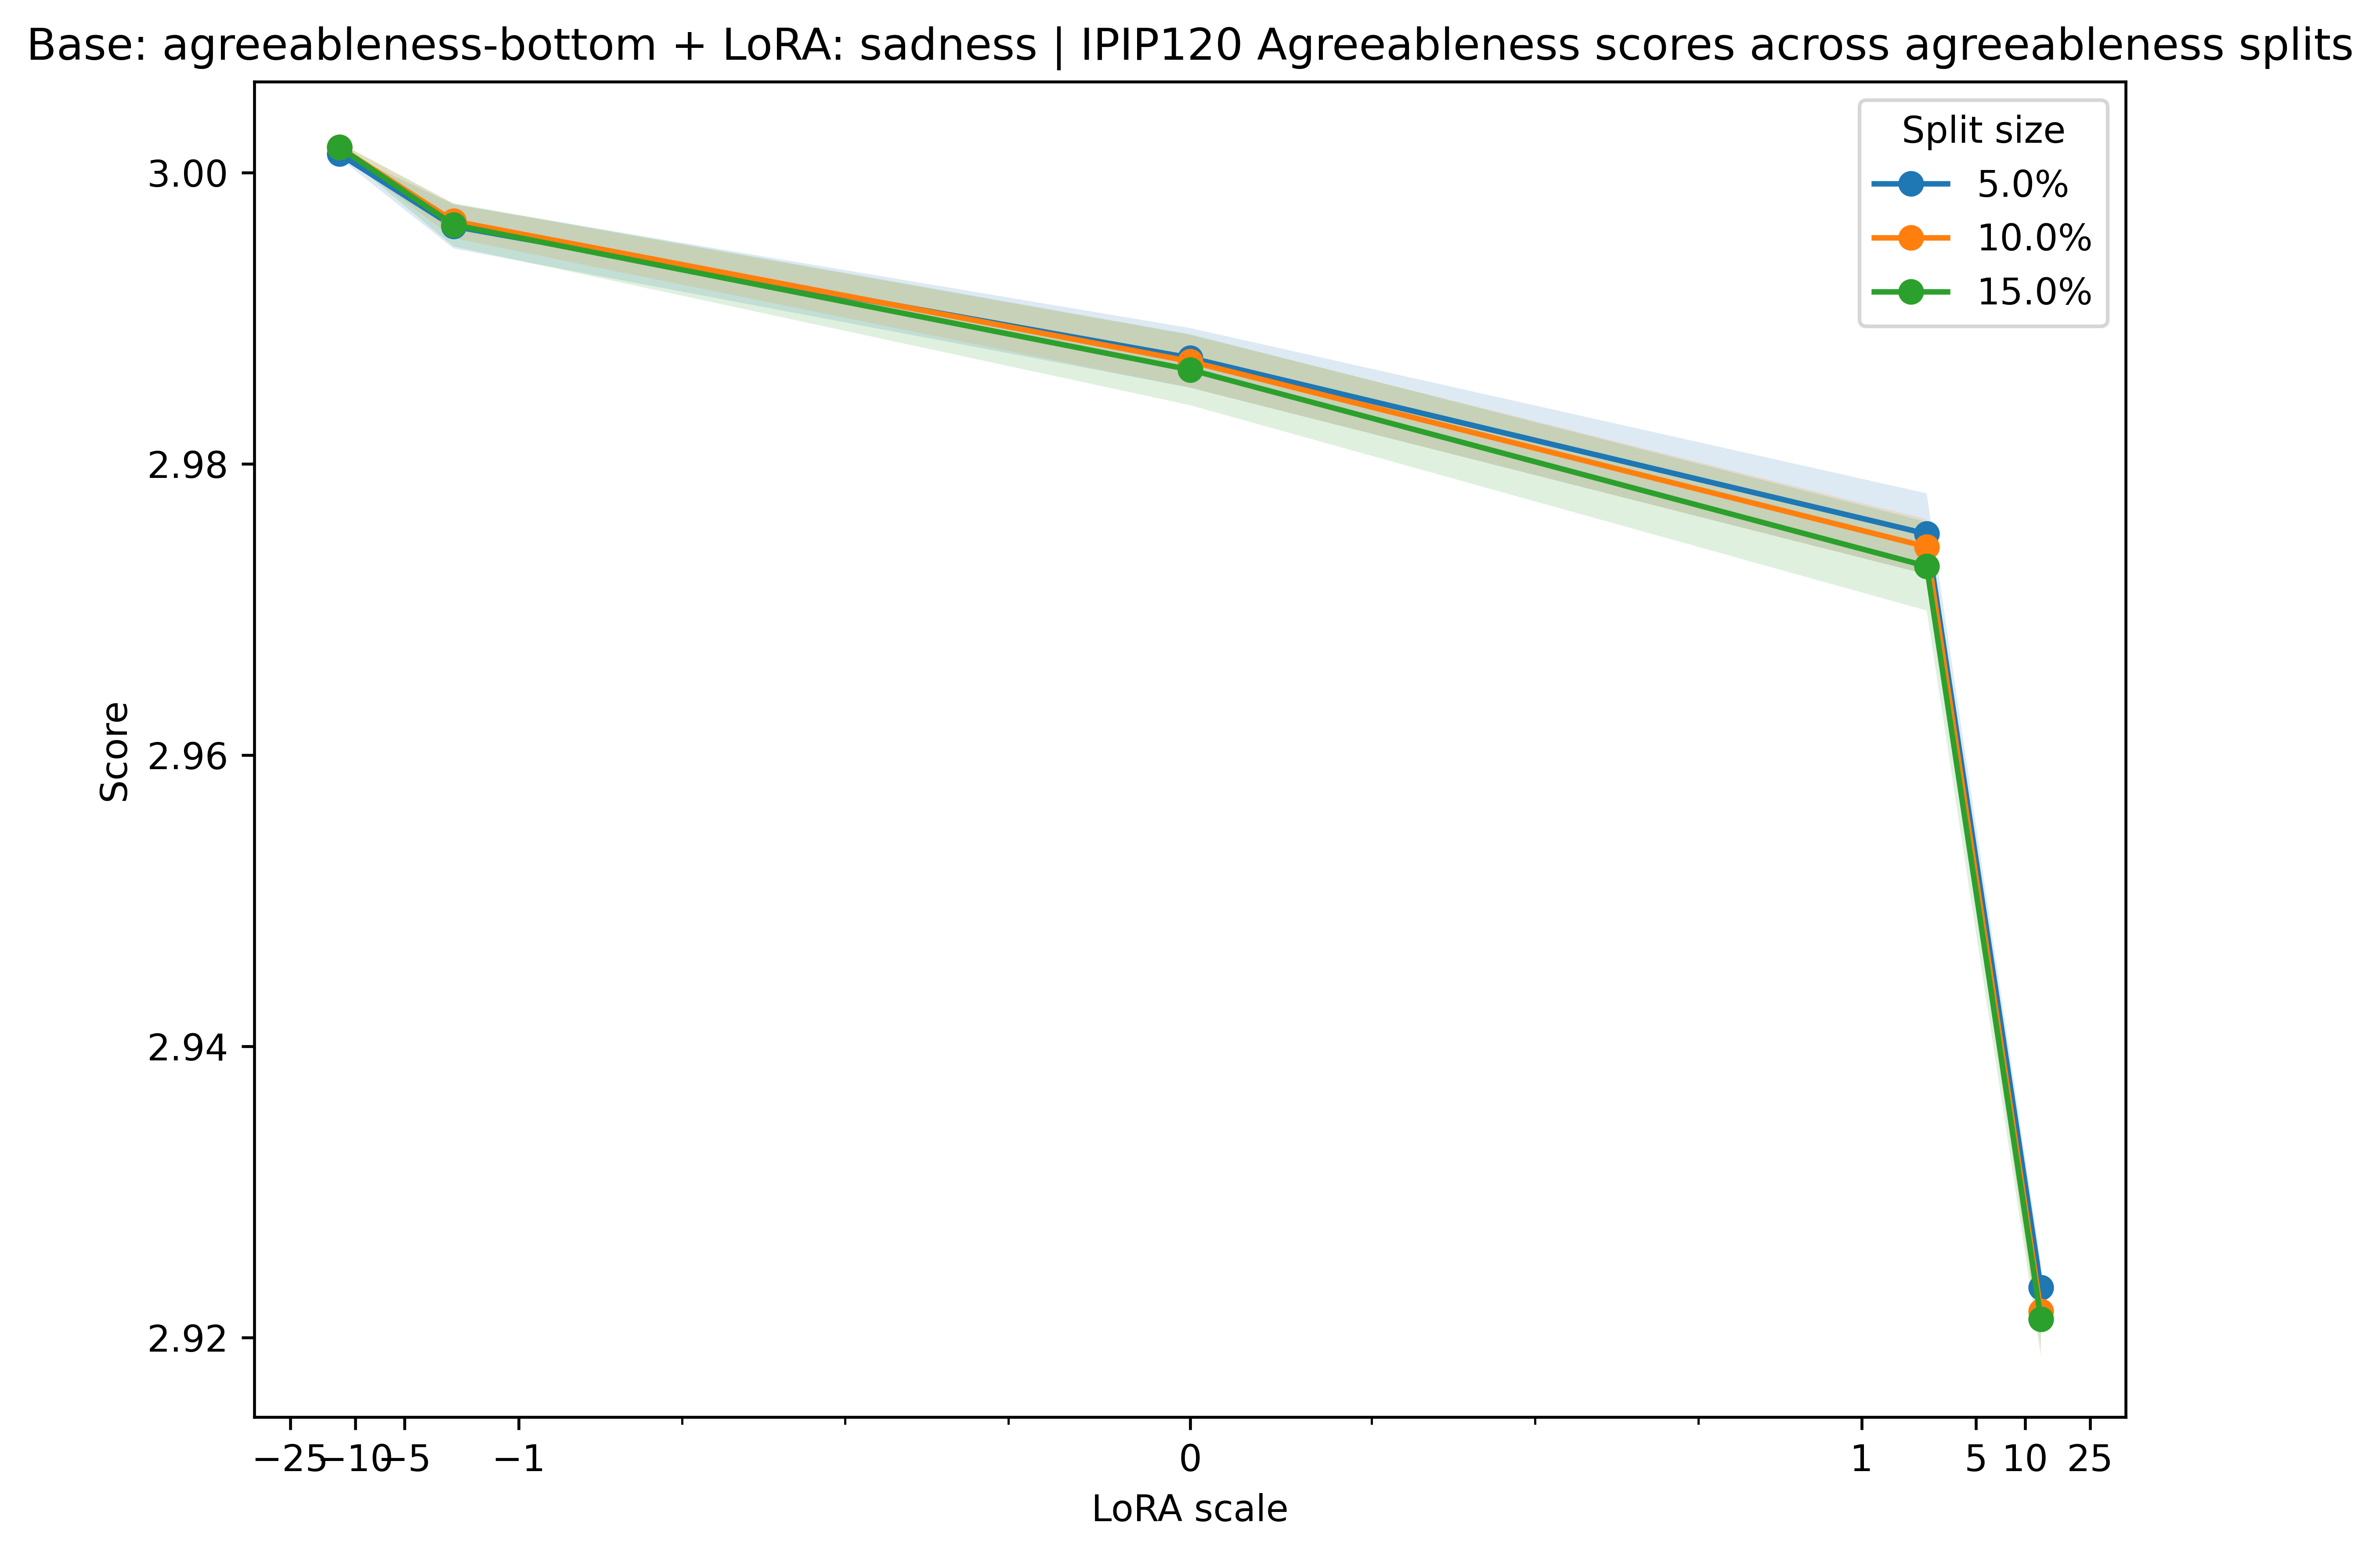 Base: agreeableness-bottom + LoRA: sadness | IPIP120 Agreeableness scores across agreeableness splits
Split size
5.0%
10.0%
15.0%
3.00
2.98
2.96
2.94
2.92
Score
−25 −10 −5 −1 0 1 5 10 25
LoRA scale